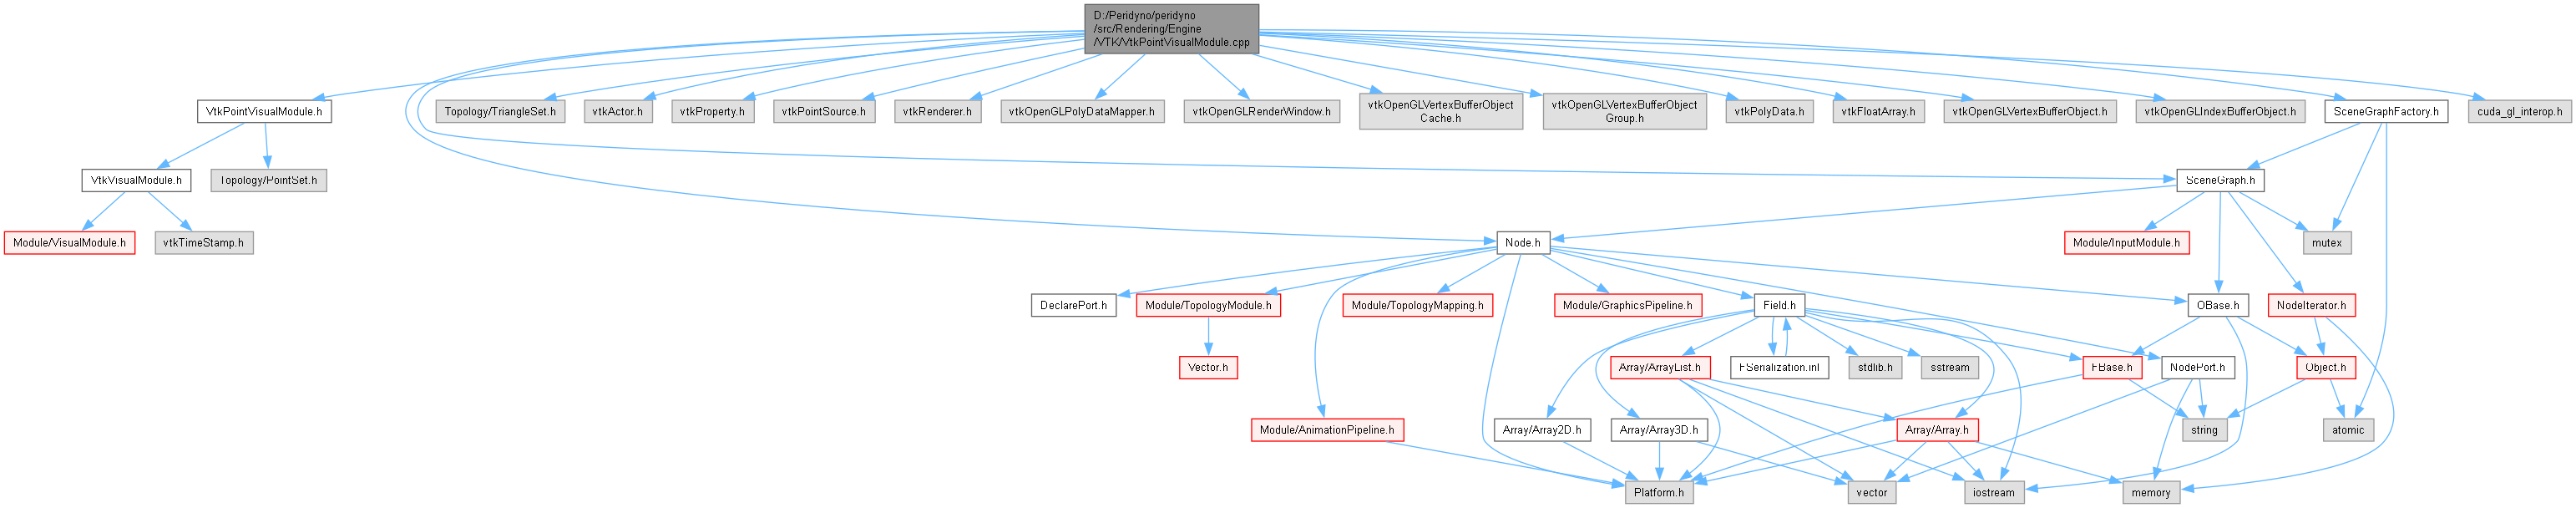 D:/Peridyno/peridyno
/src/Rendering/Engine
/VTK/VtkPointVisualModule.cpp
VtkPointVisualModule.h
Topology/TriangleSet.h
vtkActor.h
vtkProperty.h
vtkPointSource.h
vtkRenderer.h
vtkOpenGLPolyDataMapper.h
vtkOpenGLRenderWindow.h
vtkOpenGLVertexBufferObject
Cache.h
vtkOpenGLVertexBufferObject
Group.h
vtkPolyData.h
vtkFloatArray.h
vtkOpenGLVertexBufferObject.h
vtkOpenGLIndexBufferObject.h
SceneGraphFactory.h
cuda_gl_interop.h
VtkVisualModule.h
Topology/PointSet.h
SceneGraph.h
Module/VisualModule.h
vtkTimeStamp.h
Node.h
Module/InputModule.h
mutex
DeclarePort.h
Module/TopologyModule.h
Module/TopologyMapping.h
Module/GraphicsPipeline.h
Field.h
OBase.h
NodeIterator.h
Vector.h
Array/ArrayList.h
FSerialization.inl
stdlib.h
sstream
FBase.h
NodePort.h
Object.h
Module/AnimationPipeline.h
Array/Array2D.h
Array/Array3D.h
Array/Array.h
string
atomic
Platform.h
vector
iostream
memory